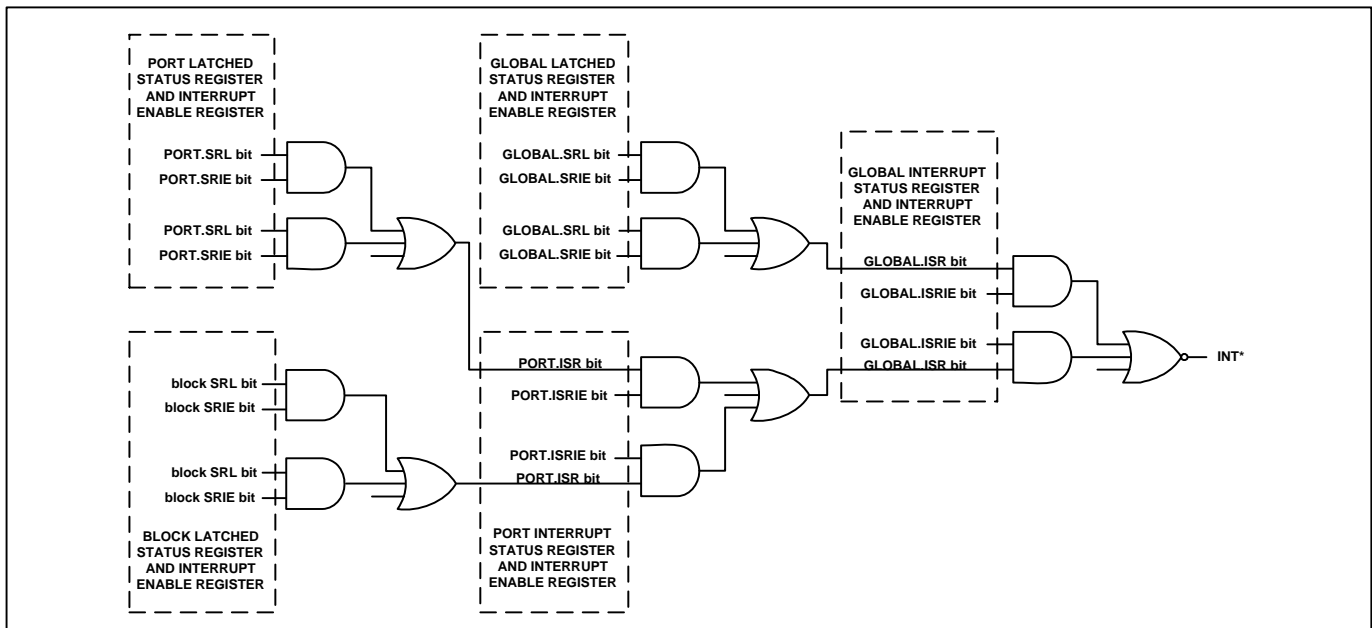 PORT LATCHED
STATUS REGISTER
AND INTERRUPT
ENABLE REGISTER
PORT.SRL bit
PORT.SRIE bit
PORT.SRL bit
PORT.SRIE bit
GLOBAL LATCHED
STATUS REGISTER
AND INTERRUPT
ENABLE REGISTER
GLOBAL.SRL bit
GLOBAL.SRIE bit
GLOBAL.SRL bit
GLOBAL.SRIE bit
GLOBAL INTERRUPT
STATUS REGISTER
AND INTERRUPT
ENABLE REGISTER
GLOBAL.ISR bit
GLOBAL.ISRIE bit
GLOBAL.ISRIE bit
GLOBAL.ISR bit
INT*
block SRL bit
block SRIE bit
block SRL bit
block SRIE bit
BLOCK LATCHED
STATUS REGISTER
AND INTERRUPT
ENABLE REGISTER
PORT.ISR bit
PORT.ISRIE bit
PORT.ISRIE bit
PORT.ISR bit
PORT INTERRUPT
STATUS REGISTER
AND INTERRUPT
ENABLE REGISTER